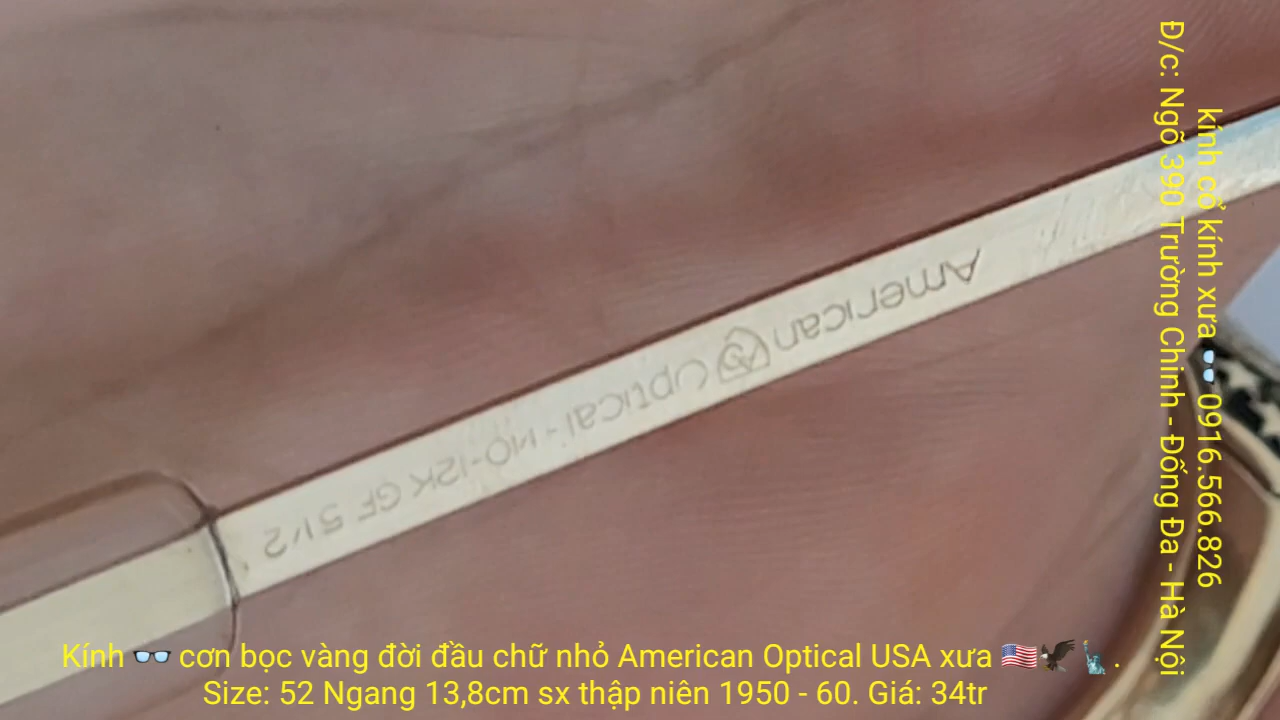 American AO Optical - 1/10-12K GF 5 1/2
kính cổ kính xưa 👓 0916.566.826
Đ/c: Ngõ 390 Trường Chinh - Đống Đa - Hà Nội
Kính 👓 cơn bọc vàng đời đầu chữ nhỏ American Optical USA xưa 🇺🇸🦅🗽.
Size: 52 Ngang 13,8cm sx thập niên 1950 - 60. Giá: 34tr